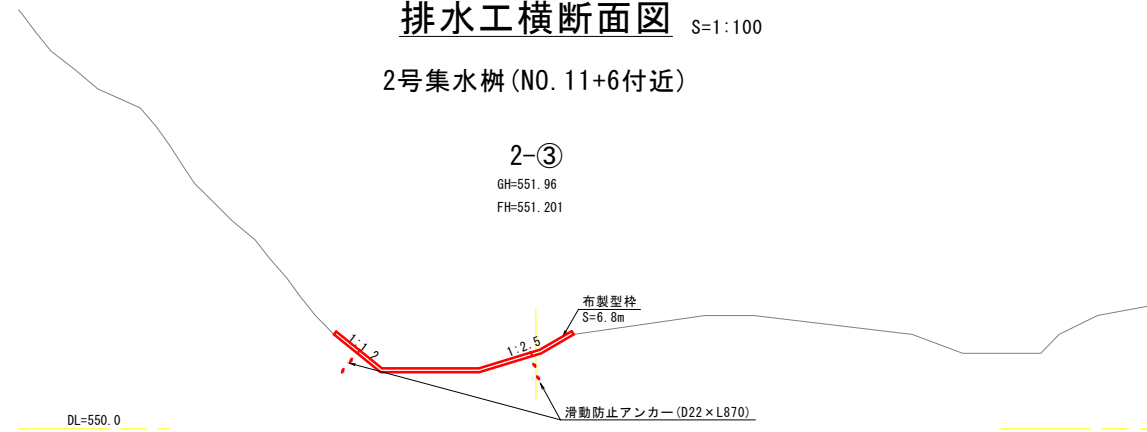 排水工横断面図 S=1:100
2号集水桝(NO.11+6付近)
2-③
GH=551.96
FH=551.201
布製型枠
S=6.8m
1:1.2
1:2.5
滑動防止アンカー(D22×L870)
DL=550.0